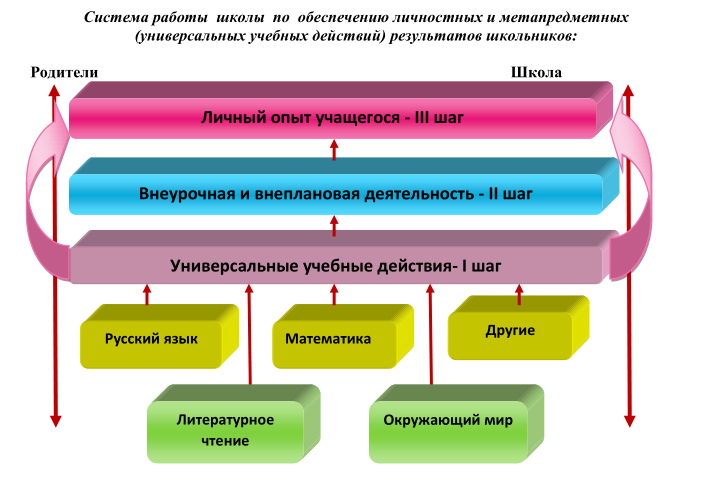 Система работы школы по обеспечению личностных и метапредметных
(универсальных учебных действий) результатов школьников:
Родители
Школа
Личный опыт учащегося - III шаг
Внеурочная и внеплановая деятельность - II шаг
Универсальные учебные действия- I шаг
Русский язык
Математика
Другие
Литературное
чтение
Окружающий мир